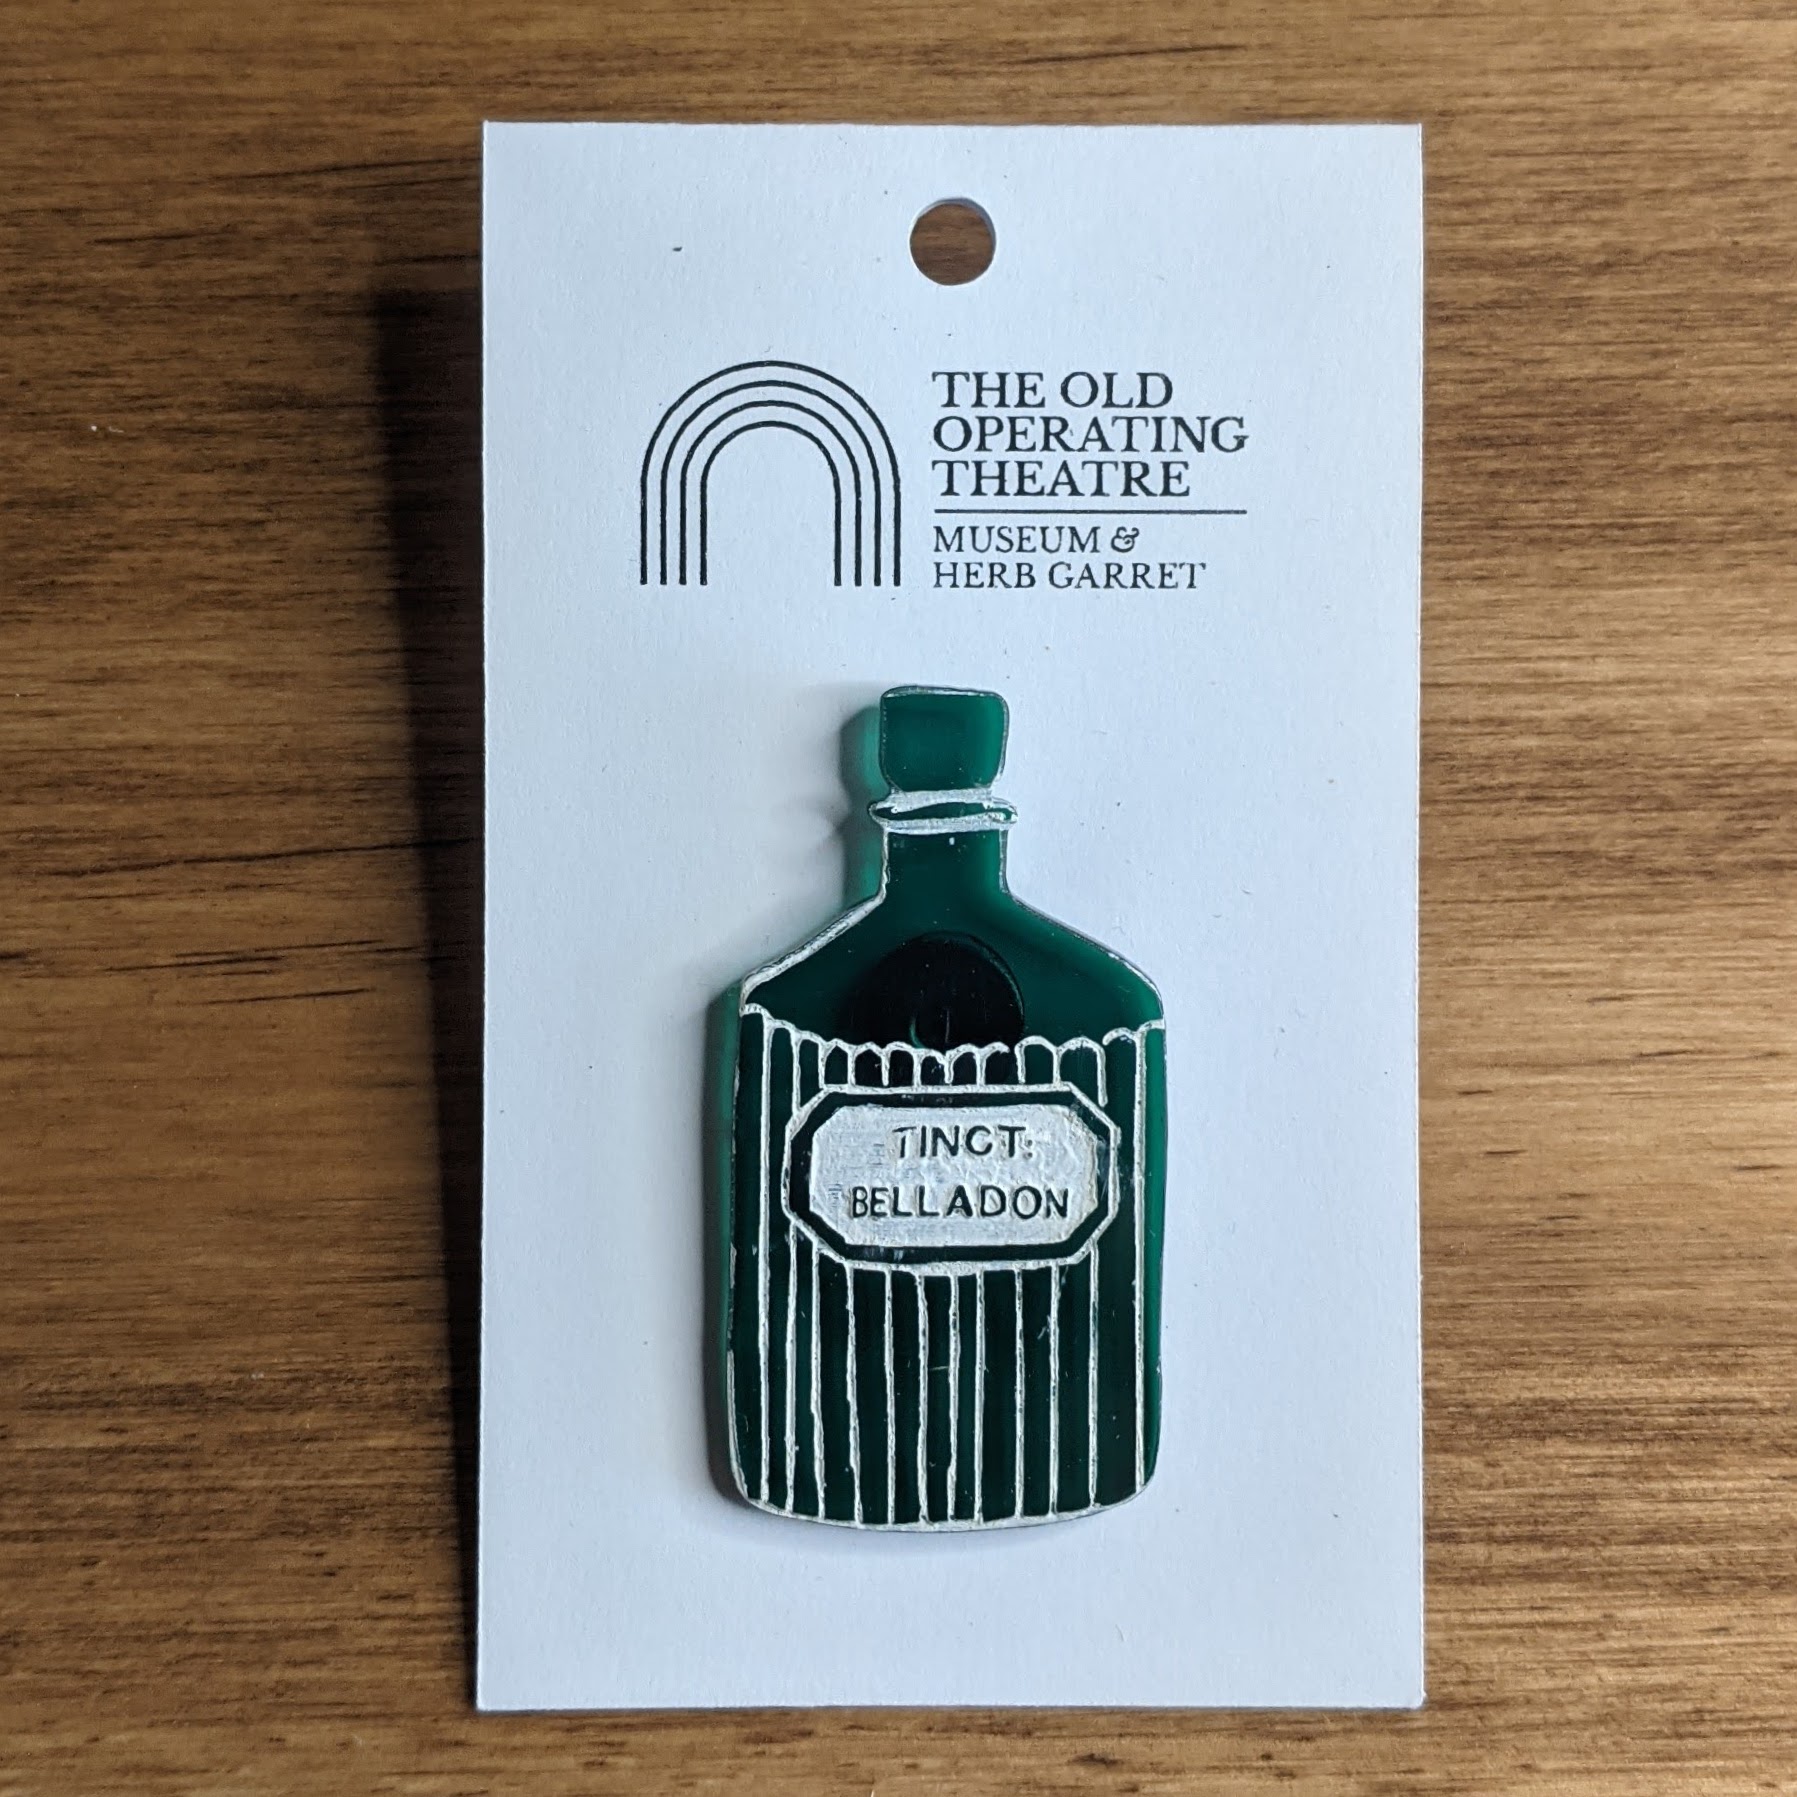 THE OLD
OPERATING
THEATRE
MUSEUM &
HERB GARRET
TINCT:
BELLADON